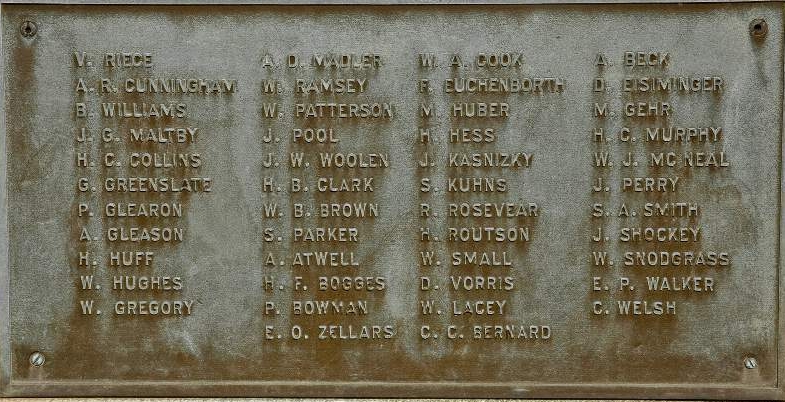 V. RIECE
A. R. CUNNINGHAM
B. WILLIAMS
J. G. MALTBY
H. C. COLLINS
G. GREENSLATE
P. GLEARON
A. GLEASON
H. HUFF
W. HUGHES
W. GREGORY
A. D. MADLER
W. RAMSEY
W. PATTERSON
J. POOL
J. W. WOOLEN
H. B. CLARK
W. B. BROWN
S. PARKER
A. ATWELL
H. F. BOGGES
P. BOWMAN
E. O. ZELLARS
W. A. COOK
F. EUCHENBORTH
M. HUBER
H. HESS
J. KASNIZKY
S. KUHNS
R. ROSEVEAR
H. ROUTSON
W. SMALL
D. VORRIS
W. LACEY
C. C. BERNARD
A. BECK
D. EISIMINGER
M. GEHR
H. C. MURPHY
W. J. MC NEAL
J. PERRY
S. A. SMITH
J. SHOCKEY
W. SNODGRASS
E. P. WALKER
C. WELSH